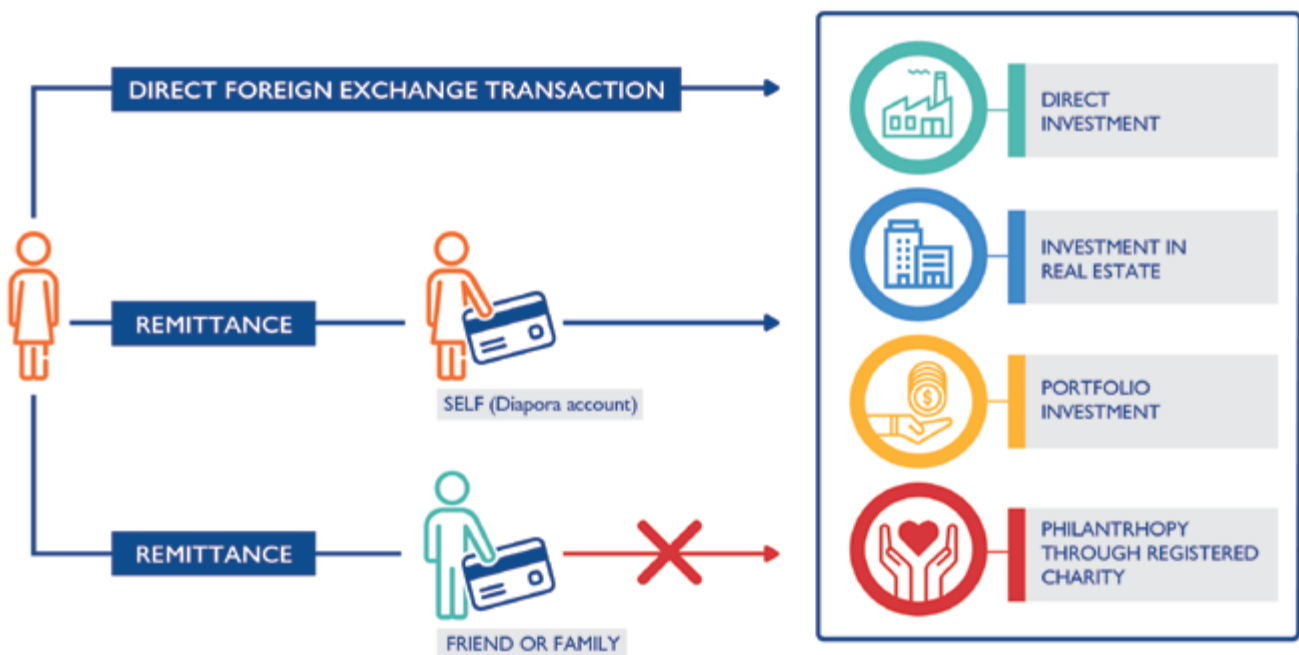 DIRECT FOREIGN EXCHANGE TRANSACTION
REMITTANCE
SELF (Diapora account)
REMITTANCE
FRIEND OR FAMILY
DIRECT
INVESTMENT
INVESTMENT IN
REAL ESTATE
$
PORTFOLIO
INVESTMENT
PHILANTRHOPY
THROUGH REGISTERED
CHARITY